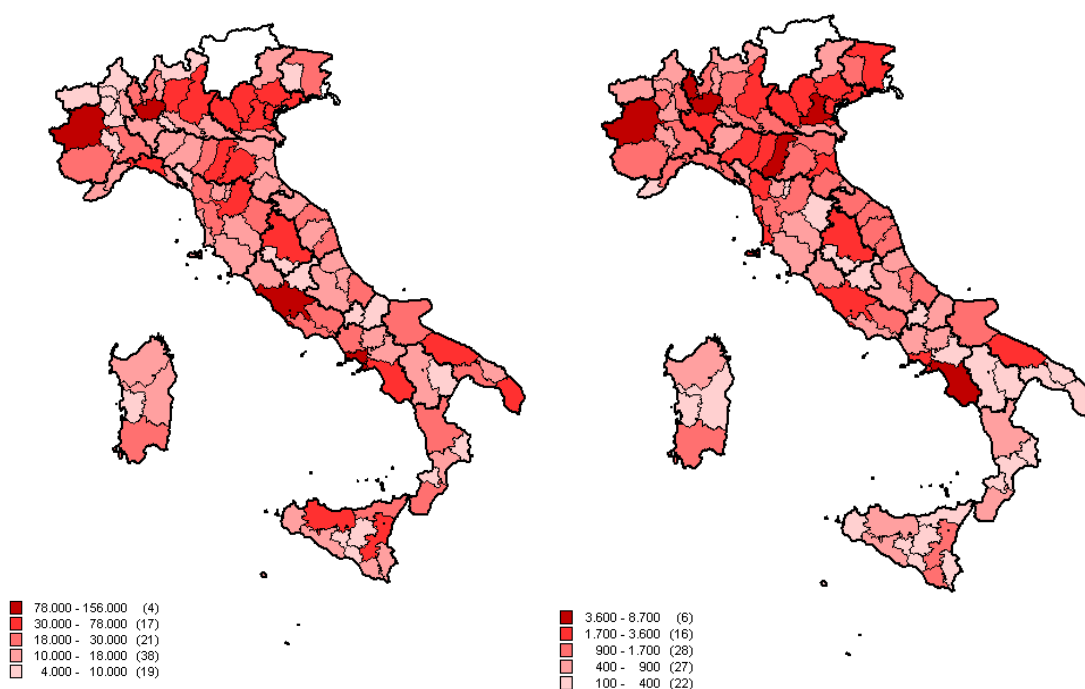 78.000 - 156.000 (4)
30.000 - 78.000 (17)
18.000 - 30.000 (21)
10.000 - 18.000 (38)
4.000 - 10.000 (19)
3.600 - 8.700 (6)
1.700 - 3.600 (16)
900 - 1.700 (28)
400 - 900 (27)
100 - 400 (22)